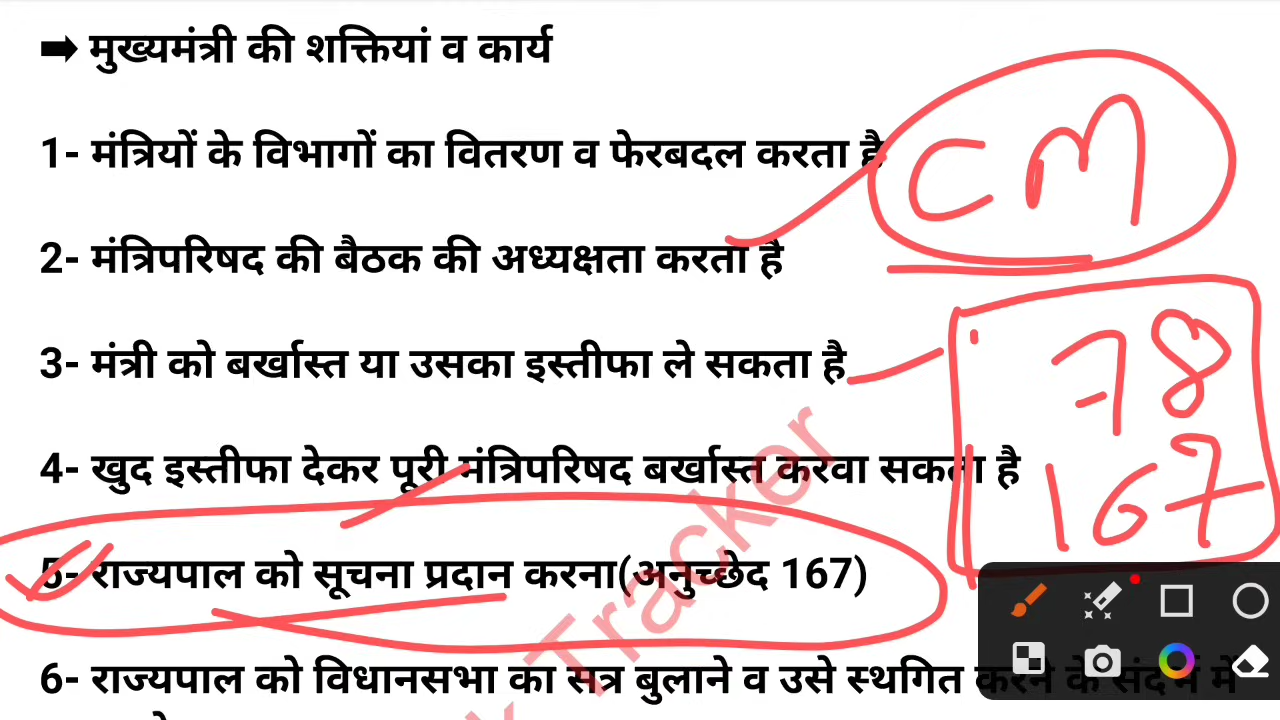 ➡ मुख्यमंत्री की शक्तियां व कार्य
CM
1- मंत्रियों के विभागों का वितरण व फेरबदल करता है
2- मंत्रिपरिषद की बैठक की अध्यक्षता करता है
78
3- मंत्री को बर्खास्त या उसका इस्तीफा ले सकता है
4- खुद इस्तीफा देकर पूरी मंत्रिपरिषद बर्खास्त करवा सकता है
167
5- राज्यपाल को सूचना प्रदान करना(अनुच्छेद 167)
6- राज्यपाल को विधानसभा का सत्र बुलाने व उसे स्थगित करने के संदर्भ में
Tracker